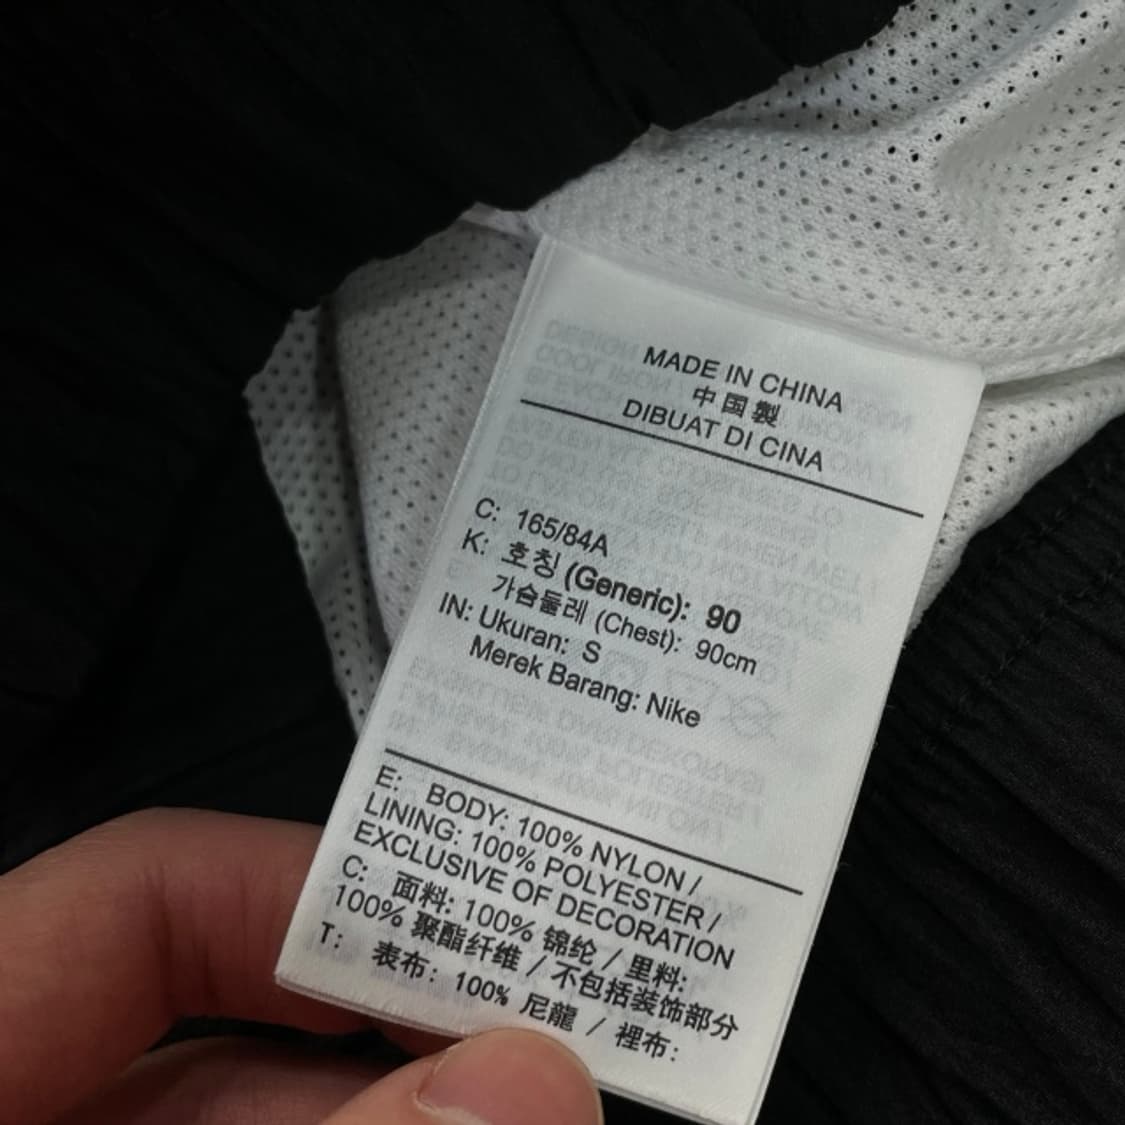 MADE IN CHINA
中国製
DIBUAT DI CINA
C: 165/84A
K: 호칭 (Generic): 90
가슴둘레 (Chest): 90cm
IN: Ukuran: S
Merek Barang: Nike
E: BODY: 100% NYLON /
LINING: 100% POLYESTER /
EXCLUSIVE OF DECORATION
C: 面料: 100% 锦纶 / 里料:
100% 聚酯纤维 / 不包括装饰部分
T: 表布: 100% 尼龍 / 裡布: